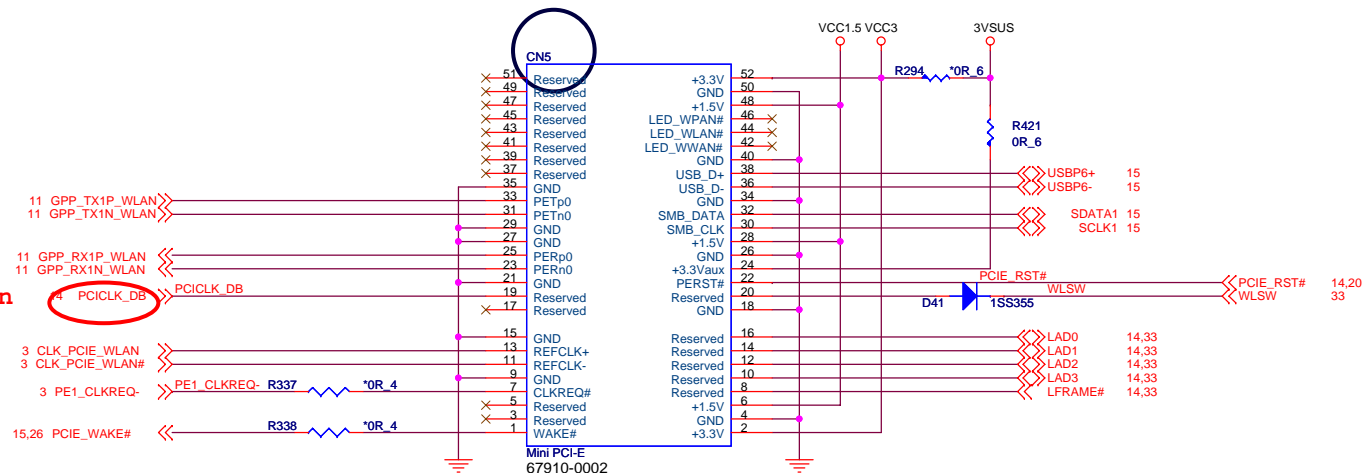 VCC1.5 VCC3 3VSUS
CN5
51 Reserved +3.3V 52 R294 *0R_6
49 Reserved GND 50
47 Reserved +1.5V 48
45 Reserved LED_WPAN# 46 R421
43 Reserved LED_WLAN# 44 0R_6
41 Reserved LED_WWAN# 42
39 Reserved GND 40
37 Reserved USB_D+ 38 USBP6+ 15
35 GND USB_D- 36 USBP6- 15
11 GPP_TX1P_WLAN 33 PETp0 GND 34
11 GPP_TX1N_WLAN 31 PETn0 SMB_DATA 32 SDATA1 15
29 GND SMB_CLK 30 SCLK1 15
27 GND +1.5V 28
11 GPP_RX1P_WLAN 25 PERp0 GND 26
11 GPP_RX1N_WLAN 23 PERn0 +3.3Vaux 24
21 GND PERST# 22 PCIE_RST# PCIE_RST# 14,20
PCICLK_DB PCICLK_DB 19 Reserved Reserved 20 WLSW WLSW 33
17 Reserved GND 18 D41 1SS355
15 GND Reserved 16 LAD0 14,33
3 CLK_PCIE_WLAN 13 REFCLK+ Reserved 14 LAD1 14,33
3 CLK_PCIE_WLAN# 11 REFCLK- Reserved 12 LAD2 14,33
9 GND Reserved 10 LAD3 14,33
3 PE1_CLKREQ- PE1_CLKREQ- R337 *0R_4 7 CLKREQ# Reserved 8 LFRAME# 14,33
5 Reserved +1.5V 6
3 Reserved GND 4
15,26 PCIE_WAKE# R338 *0R_4 1 WAKE# +3.3V 2
Mini PCI-E
67910-0002